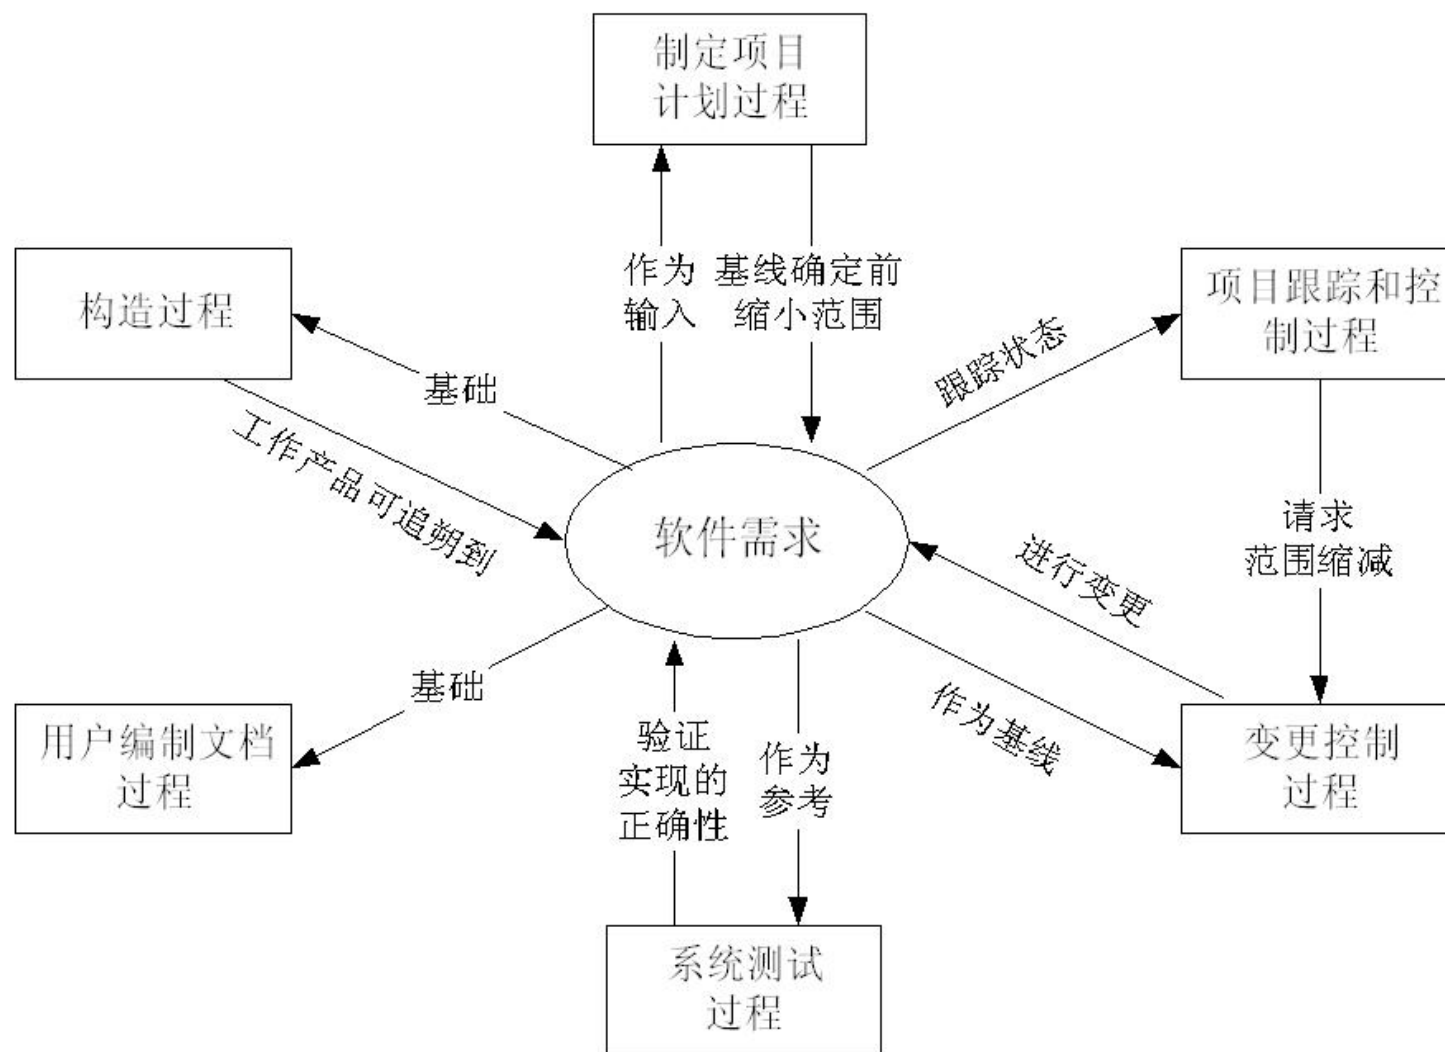 制定项目
计划过程
作为
输入
基线确定前
缩小范围
构造过程
项目跟踪和控
制过程
基础
跟踪状态
工作产品可追朔到
软件需求
请求
范围缩减
进行变更
基础
作为基线
用户编制文档
过程
验证
实现的
正确性
作为
参考
变更控制
过程
系统测试
过程